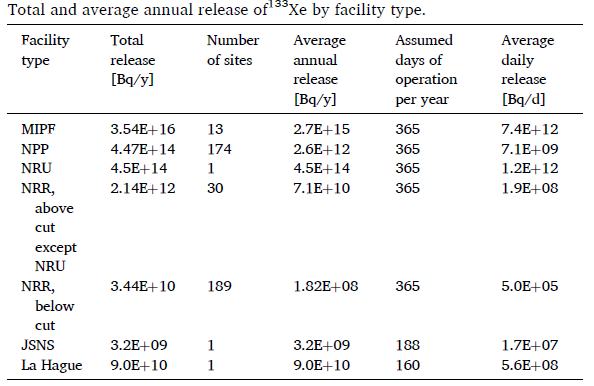 Total and average annual release of¹³³Xe by facility type.
Facility type Total release [Bq/y] Number of sites Average annual release [Bq/y] Assumed days of operation per year Average daily release [Bq/d]
MIPF 3.54E+16 13 2.7E+15 365 7.4E+12
NPP 4.47E+14 174 2.6E+12 365 7.1E+09
NRU 4.5E+14 1 4.5E+14 365 1.2E+12
NRR, above cut except NRU 2.14E+12 30 7.1E+10 365 1.9E+08
NRR, below cut 3.44E+10 189 1.82E+08 365 5.0E+05
JSNS 3.2E+09 1 3.2E+09 188 1.7E+07
La Hague 9.0E+10 1 9.0E+10 160 5.6E+08